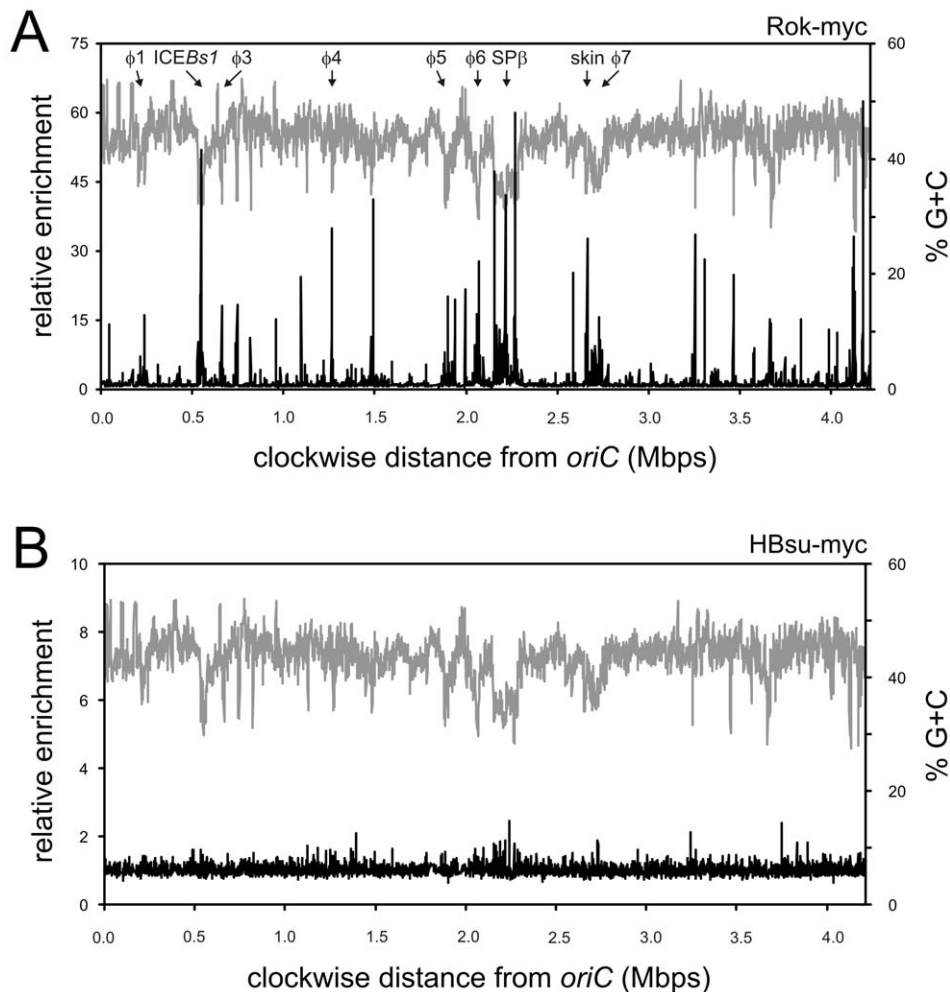 A
Rok-myc
75
60
45
30
15
0
relative enrichment
ϕ1 ICEBs1 ϕ3 ϕ4 ϕ5 ϕ6 SPβ skin ϕ7
60
40
20
0
% G+C
0.0 0.5 1.0 1.5 2.0 2.5 3.0 3.5 4.0
clockwise distance from oriC (Mbps)
B
HBsu-myc
10
8
6
4
2
0
relative enrichment
60
40
20
0
% G+C
0.0 0.5 1.0 1.5 2.0 2.5 3.0 3.5 4.0
clockwise distance from oriC (Mbps)